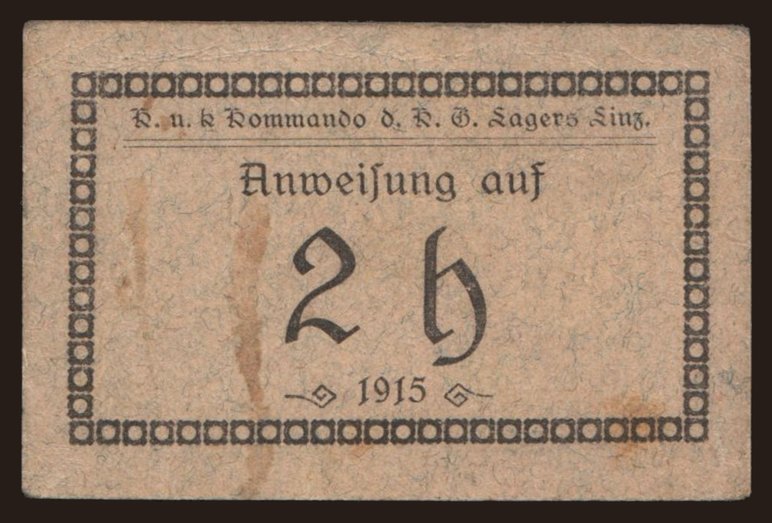 K. u. k Kommando d. K. G. Lagers Linz.
Anweisung auf
2 h
1915